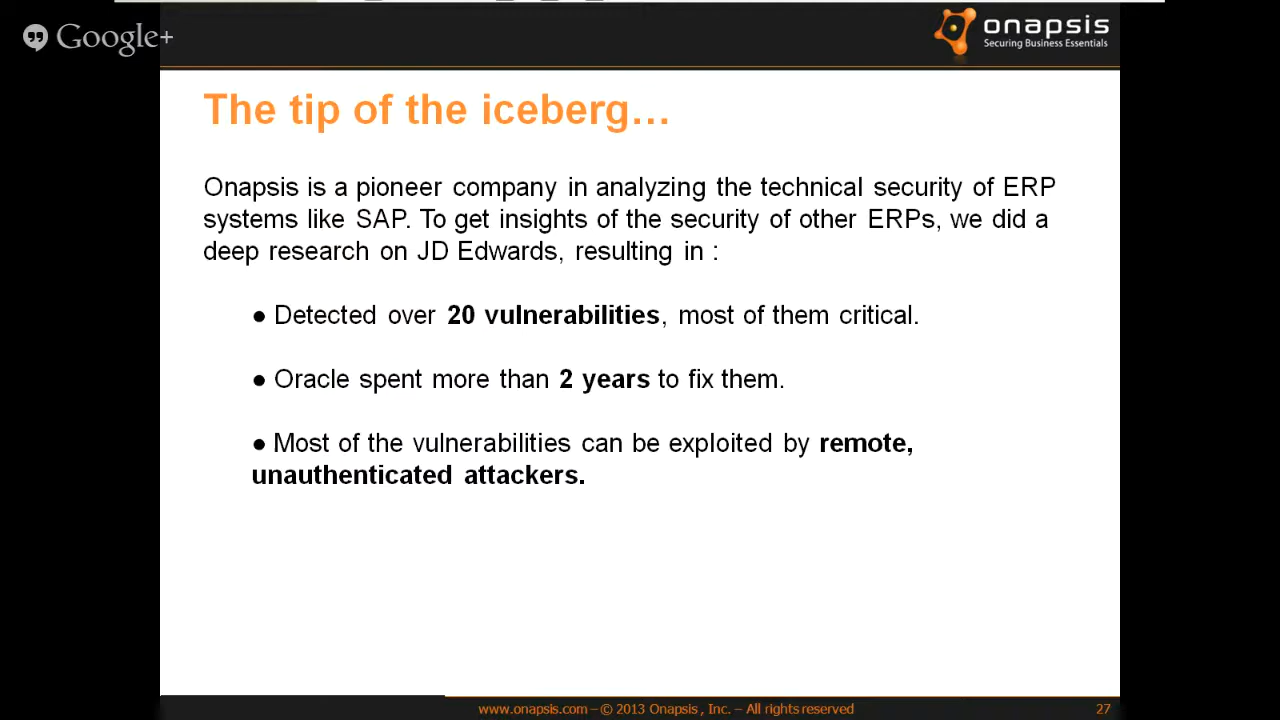 Google+
onapsis
Securing Business Essentials
The tip of the iceberg…
Onapsis is a pioneer company in analyzing the technical security of ERP
systems like SAP. To get insights of the security of other ERPs, we did a
deep research on JD Edwards, resulting in :
● Detected over 20 vulnerabilities, most of them critical.
● Oracle spent more than 2 years to fix them.
● Most of the vulnerabilities can be exploited by remote,
unauthenticated attackers.
www.onapsis.com – © 2013 Onapsis , Inc. – All rights reserved
27